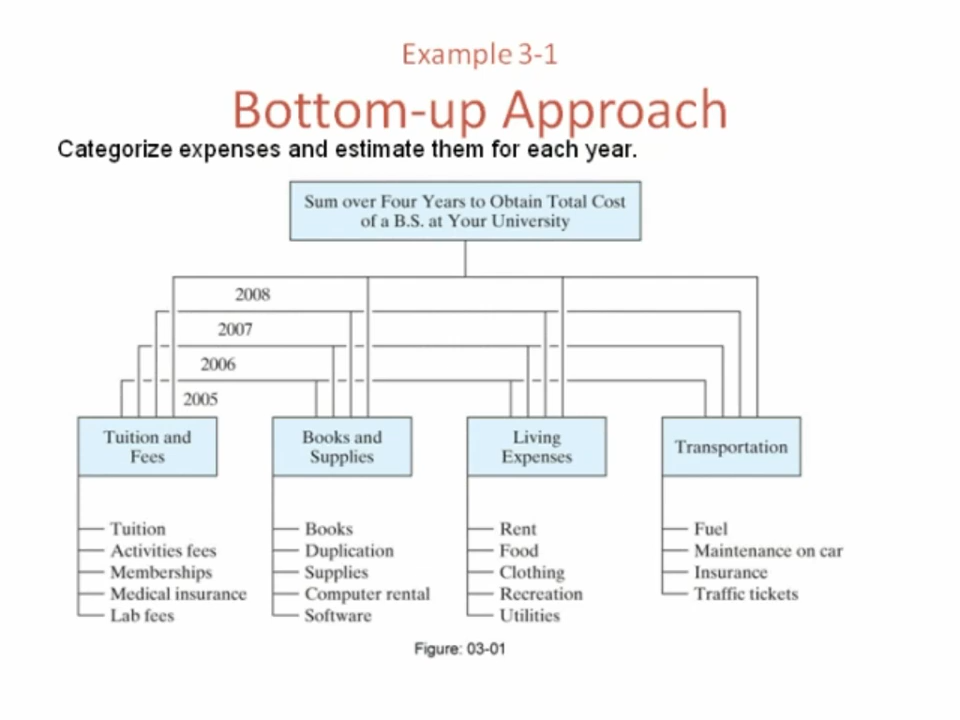 Example 3-1
Bottom-up Approach
Categorize expenses and estimate them for each year.
Sum over Four Years to Obtain Total Cost
of a B.S. at Your University
2008
2007
2006
2005
Tuition and
Fees
Tuition
Activities fees
Memberships
Medical insurance
Lab fees
Books and
Supplies
Books
Duplication
Supplies
Computer rental
Software
Living
Expenses
Rent
Food
Clothing
Recreation
Utilities
Transportation
Fuel
Maintenance on car
Insurance
Traffic tickets
Figure: 03-01